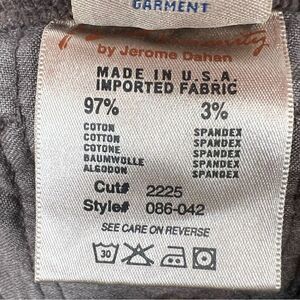 GARMENT
by Jerome Dahan
MADE IN U.S.A.
IMPORTED FABRIC
97% 3%
COTON SPANDEX
COTTON SPANDEX
COTONE SPANDEX
BAUMWOLLE SPANDEX
ALGODON SPANDEX
Cut# 2225
Style# 086-042
SEE CARE ON REVERSE
30